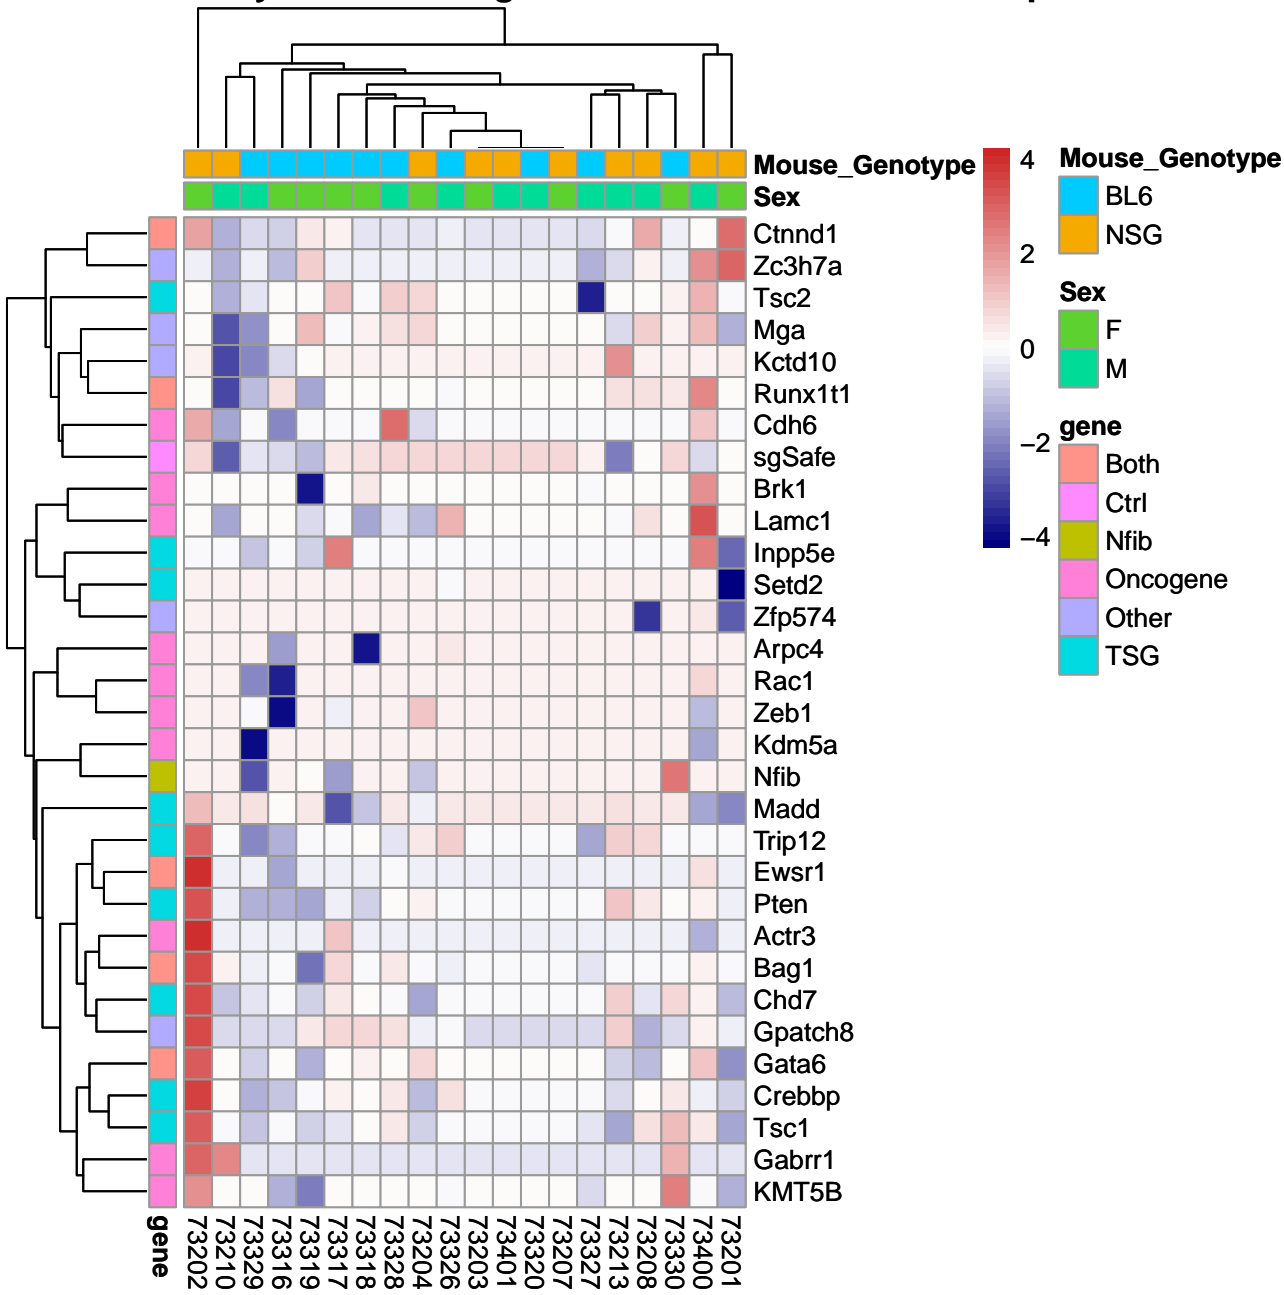 Mouse_Genotype
Sex
Ctnnd1
Zc3h7a
Tsc2
Mga
Kctd10
Runx1t1
Cdh6
sgSafe
Brk1
Lamc1
Inpp5e
Setd2
Zfp574
Arpc4
Rac1
Zeb1
Kdm5a
Nfib
Madd
Trip12
Ewsr1
Pten
Actr3
Bag1
Chd7
Gpatch8
Gata6
Crebbp
Tsc1
Gabrr1
KMT5B
gene
73202
73210
73329
73316
73319
73317
73318
73328
73204
73326
73203
73401
73320
73207
73327
73213
73208
73330
73400
73201
4
2
0
−2
−4
Mouse_Genotype
BL6
NSG
Sex
F
M
gene
Both
Ctrl
Nfib
Oncogene
Other
TSG